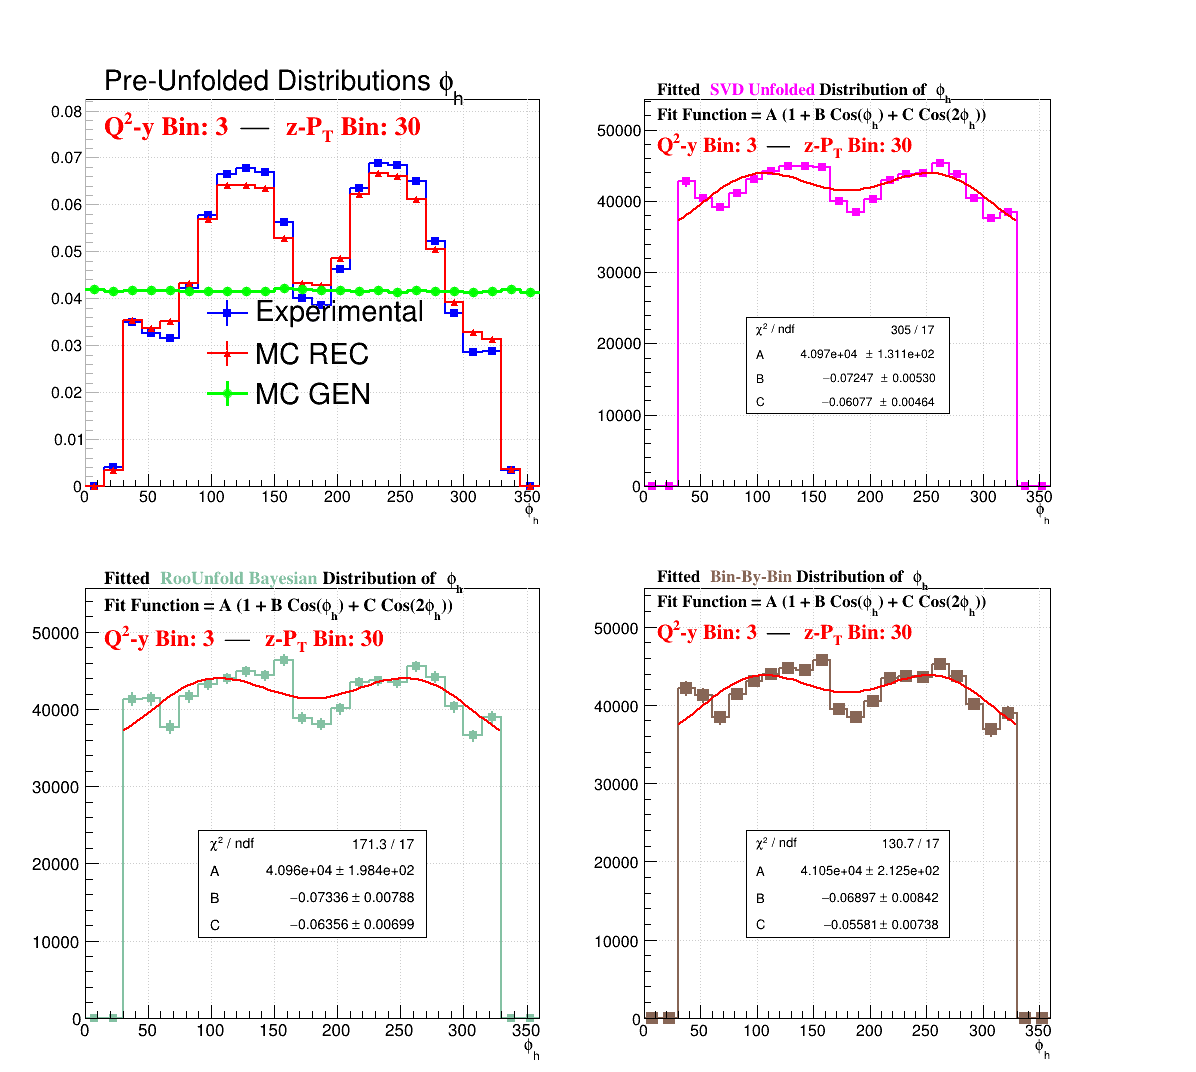 Pre-Unfolded Distributions ϕh
Q2-y Bin: 3 — z-PT Bin: 30
0.08
0.07
0.06
0.05
0.04
0.03
0.02
0.01
0
Experimental
MC REC
MC GEN
0 50 100 150 200 250 300 350
ϕh
Fitted SVD Unfolded Distribution of ϕh
Fit Function = A (1 + B Cos(ϕh) + C Cos(2ϕh))
Q2-y Bin: 3 — z-PT Bin: 30
50000
40000
30000
20000
10000
0
χ2 / ndf 305 / 17
A 4.097e+04 ± 1.311e+02
B −0.07247 ± 0.00530
C −0.06077 ± 0.00464
0 50 100 150 200 250 300 350
ϕh
Fitted RooUnfold Bayesian Distribution of ϕh
Fit Function = A (1 + B Cos(ϕh) + C Cos(2ϕh))
Q2-y Bin: 3 — z-PT Bin: 30
50000
40000
30000
20000
10000
0
χ2 / ndf 171.3 / 17
A 4.096e+04 ± 1.984e+02
B −0.07336 ± 0.00788
C −0.06356 ± 0.00699
0 50 100 150 200 250 300 350
ϕh
Fitted Bin-By-Bin Distribution of ϕh
Fit Function = A (1 + B Cos(ϕh) + C Cos(2ϕh))
Q2-y Bin: 3 — z-PT Bin: 30
50000
40000
30000
20000
10000
0
χ2 / ndf 130.7 / 17
A 4.105e+04 ± 2.125e+02
B −0.06897 ± 0.00842
C −0.05581 ± 0.00738
0 50 100 150 200 250 300 350
ϕh